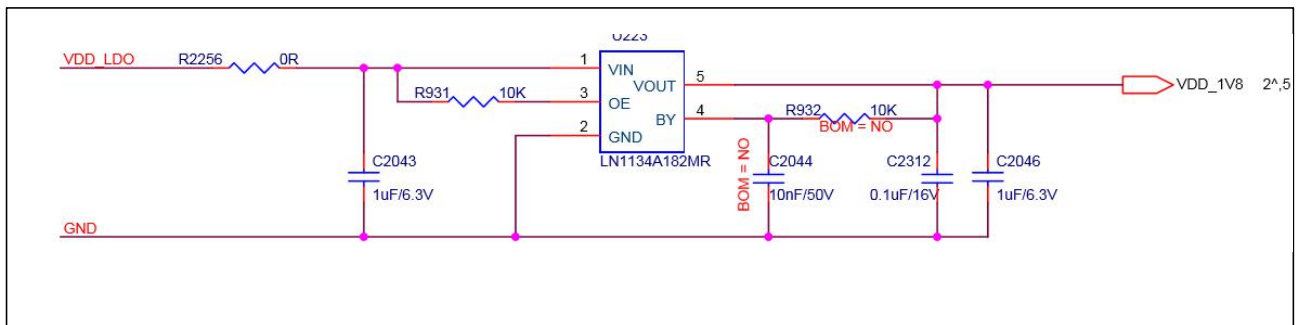 U223
VDD_LDO
R2256
0R
1
VIN
VOUT
5
VDD_1V8
2^,5
R931
10K
3
OE
BY
4
R932
10K
BOM = NO
2
GND
LN1134A182MR
C2043
1uF/6.3V
BOM = NO
C2044
10nF/50V
C2312
0.1uF/16V
C2046
1uF/6.3V
GND